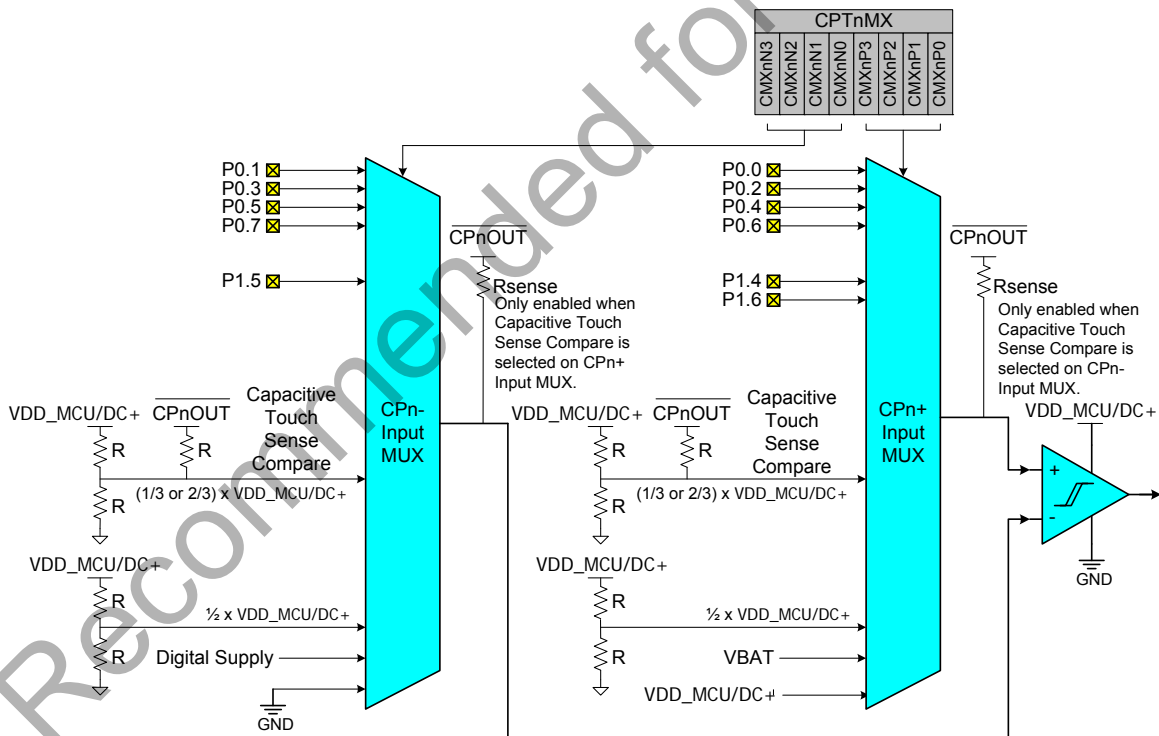 CPTnMX
CMXnN3
CMXnN2
CMXnN1
CMXnN0
CMXnP3
CMXnP2
CMXnP1
CMXnP0
P0.1
P0.3
P0.5
P0.7
P1.5
CPnOUT
Rsense
Only enabled when
Capacitive Touch
Sense Compare is
selected on CPn+
Input MUX.
VDD_MCU/DC+
CPnOUT
R
R
R
Capacitive
Touch
Sense
Compare
(1/3 or 2/3) x VDD_MCU/DC+
CPn-
Input
MUX
VDD_MCU/DC+
R
R
½ x VDD_MCU/DC+
Digital Supply
GND
P0.0
P0.2
P0.4
P0.6
P1.4
P1.6
CPnOUT
Rsense
Only enabled when
Capacitive Touch
Sense Compare is
selected on CPn-
Input MUX.
VDD_MCU/DC+
CPnOUT
R
R
R
Capacitive
Touch
Sense
Compare
(1/3 or 2/3) x VDD_MCU/DC+
CPn+
Input
MUX
VDD_MCU/DC+
R
R
½ x VDD_MCU/DC+
VBAT
VDD_MCU/DC+
VDD_MCU/DC+
+
-
GND
Recommended for